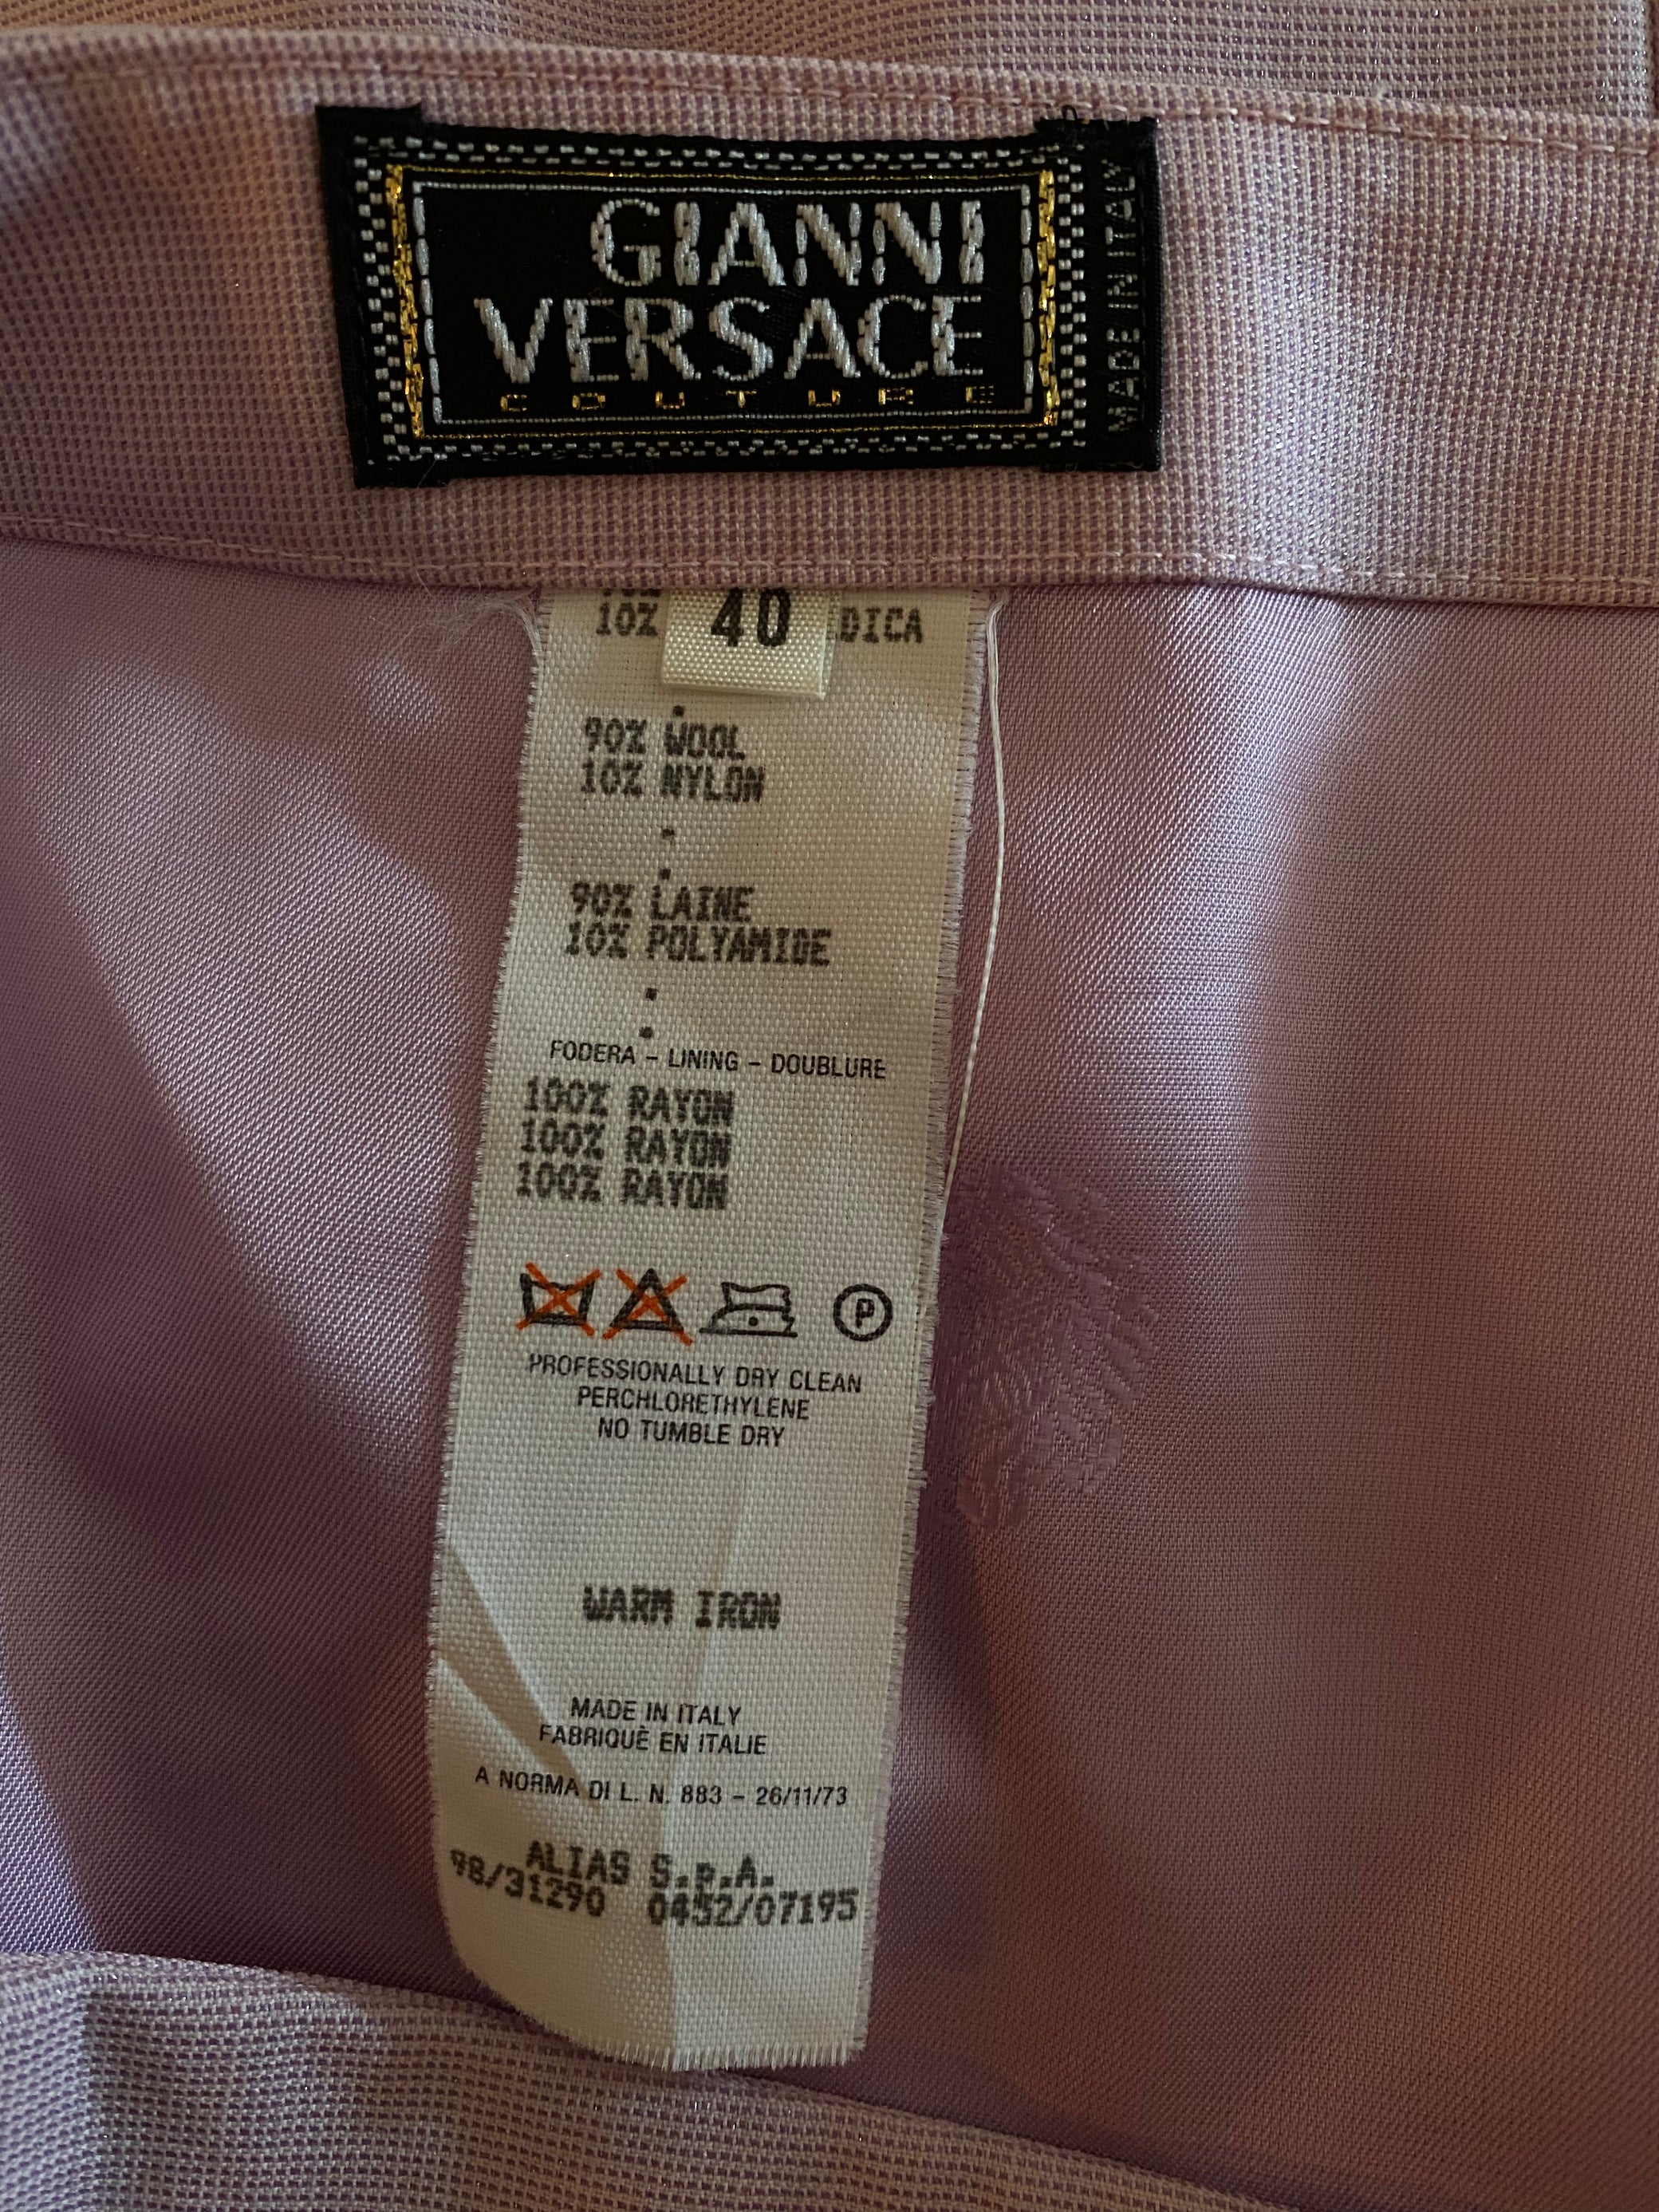 GIANNI
VERSACE
COUTURE
MADE IN ITALY
40
10% DICA
90% WOOL
10% NYLON
90% LAINE
10% POLYAMIDE
FODERA - LINING - DOUBLURE
100% RAYON
100% RAYON
100% RAYON
P
PROFESSIONALLY DRY CLEAN
PERCHLORETHYLENE
NO TUMBLE DRY
WARM IRON
MADE IN ITALY
FABRIQUÈ EN ITALIE
A NORMA DI L. N. 883 - 26/11/73
ALIAS S.p.A.
98/31290 0452/07195